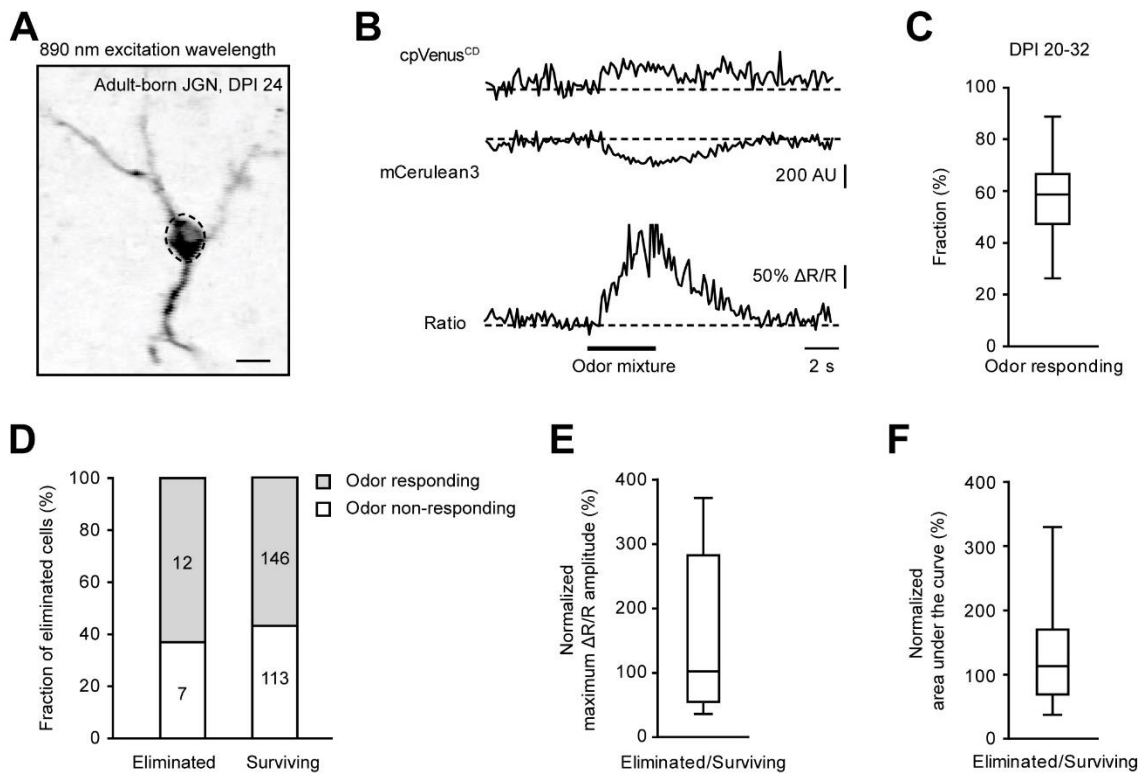 A
890 nm excitation wavelength
Adult-born JGN, DPI 24
B
cpVenusCD
mCerulean3
200 AU
50% ΔR/R
Ratio
Odor mixture
2 s
C
DPI 20-32
Fraction (%)
100
80
60
40
20
0
Odor responding
D
Fraction of eliminated cells (%)
100
80
60
40
20
0
12
7
146
113
Eliminated
Surviving
Odor responding
Odor non-responding
E
Normalized
maximum ΔR/R amplitude (%)
400
300
200
100
0
Eliminated/Surviving
F
Normalized
area under the curve (%)
400
300
200
100
0
Eliminated/Surviving